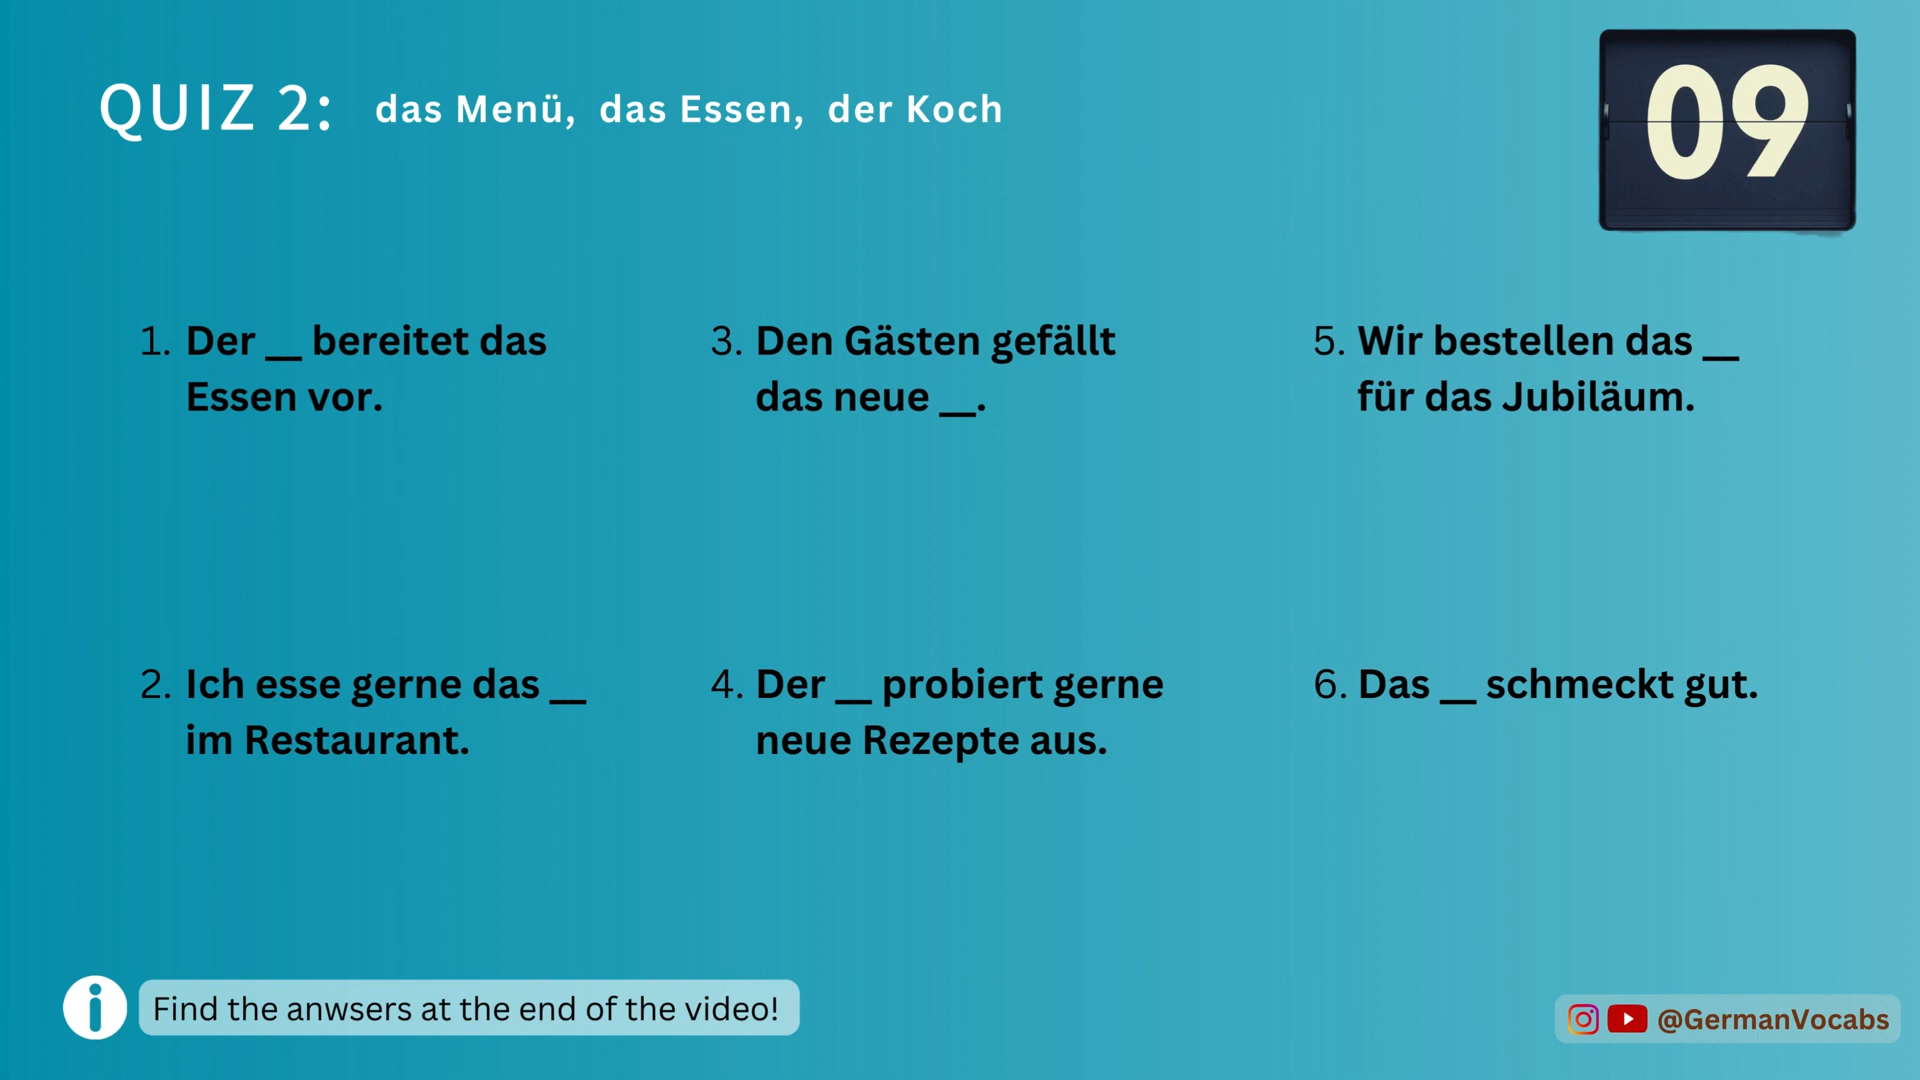 QUIZ 2: das Menü, das Essen, der Koch
09
1. Der __ bereitet das
Essen vor.
2. Ich esse gerne das __
im Restaurant.
3. Den Gästen gefällt
das neue __.
4. Der __ probiert gerne
neue Rezepte aus.
5. Wir bestellen das __
für das Jubiläum.
6. Das __ schmeckt gut.
Find the anwsers at the end of the video!
@GermanVocabs